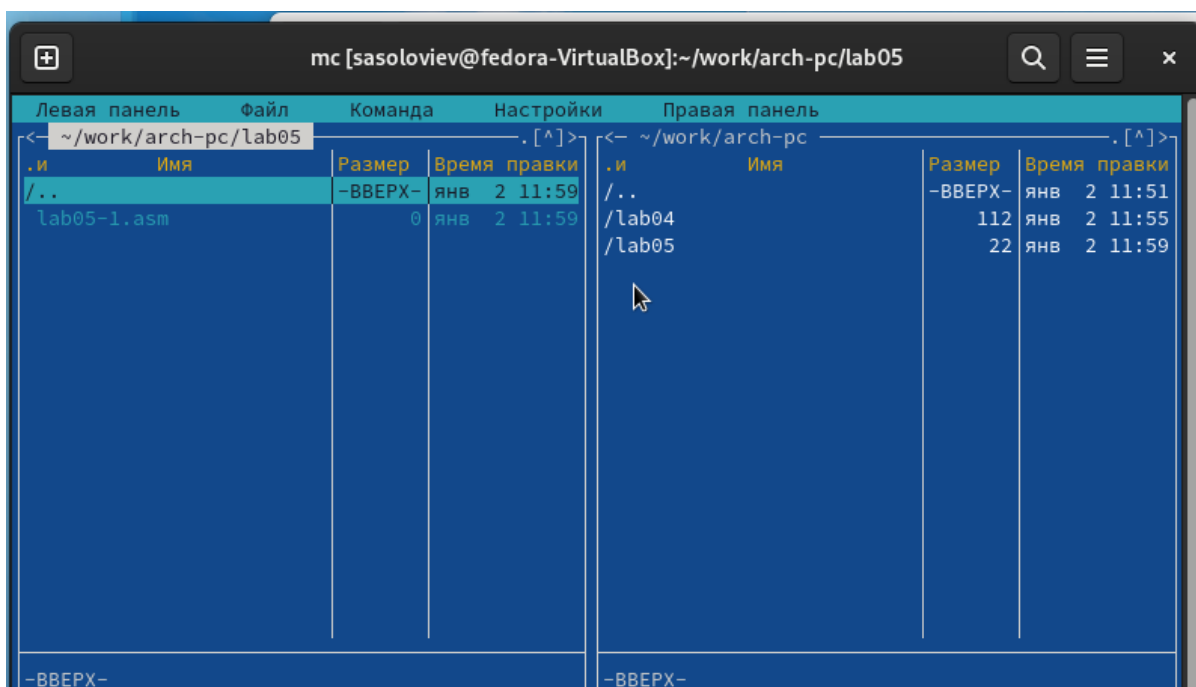 mc [sasoloviev@fedora-VirtualBox]:~/work/arch-pc/lab05
Левая панель Файл Команда Настройки Правая панель
<─ ~/work/arch-pc/lab05 .[^]>
.и Имя Размер Время правки
/.. -ВВЕРХ- янв 2 11:59
lab05-1.asm 0 янв 2 11:59
-ВВЕРХ-
<─ ~/work/arch-pc .[^]>
.и Имя Размер Время правки
/.. -ВВЕРХ- янв 2 11:51
/lab04 112 янв 2 11:55
/lab05 22 янв 2 11:59
-ВВЕРХ-